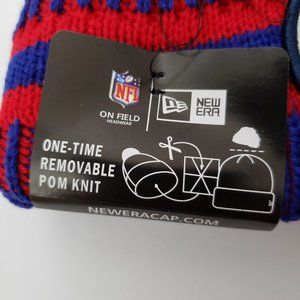 NFL
ON FIELD
HEADWEAR
NEW
ERA
ONE-TIME
REMOVABLE
POM KNIT
NEWERACAP.COM